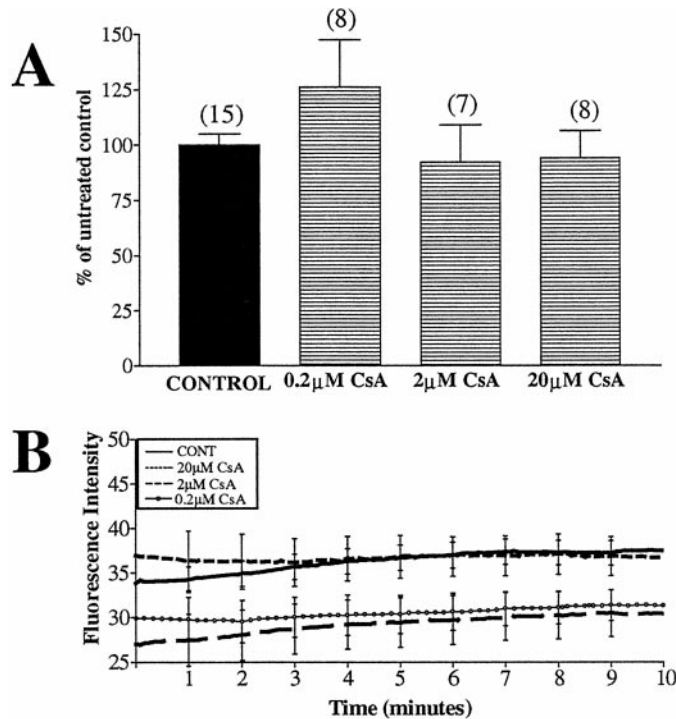 A
(8)
150
(15)
(7)
(8)
125
100
75
50
25
0
% of untreated control
CONTROL 0.2μM CsA 2μM CsA 20μM CsA
B
50
45
40
35
30
25
Fluorescence Intensity
CONT
20μM CsA
2μM CsA
0.2μM CsA
1 2 3 4 5 6 7 8 9 10
Time (minutes)